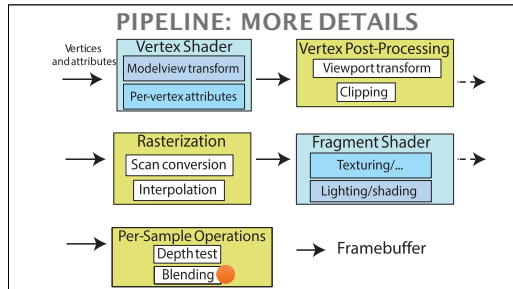 PIPELINE: MORE DETAILS
Vertices
and attributes
Vertex Shader
Modelview transform
Per-vertex attributes
Vertex Post-Processing
Viewport transform
Clipping
Rasterization
Scan conversion
Interpolation
Fragment Shader
Texturing/...
Lighting/shading
Per-Sample Operations
Depth test
Blending
Framebuffer